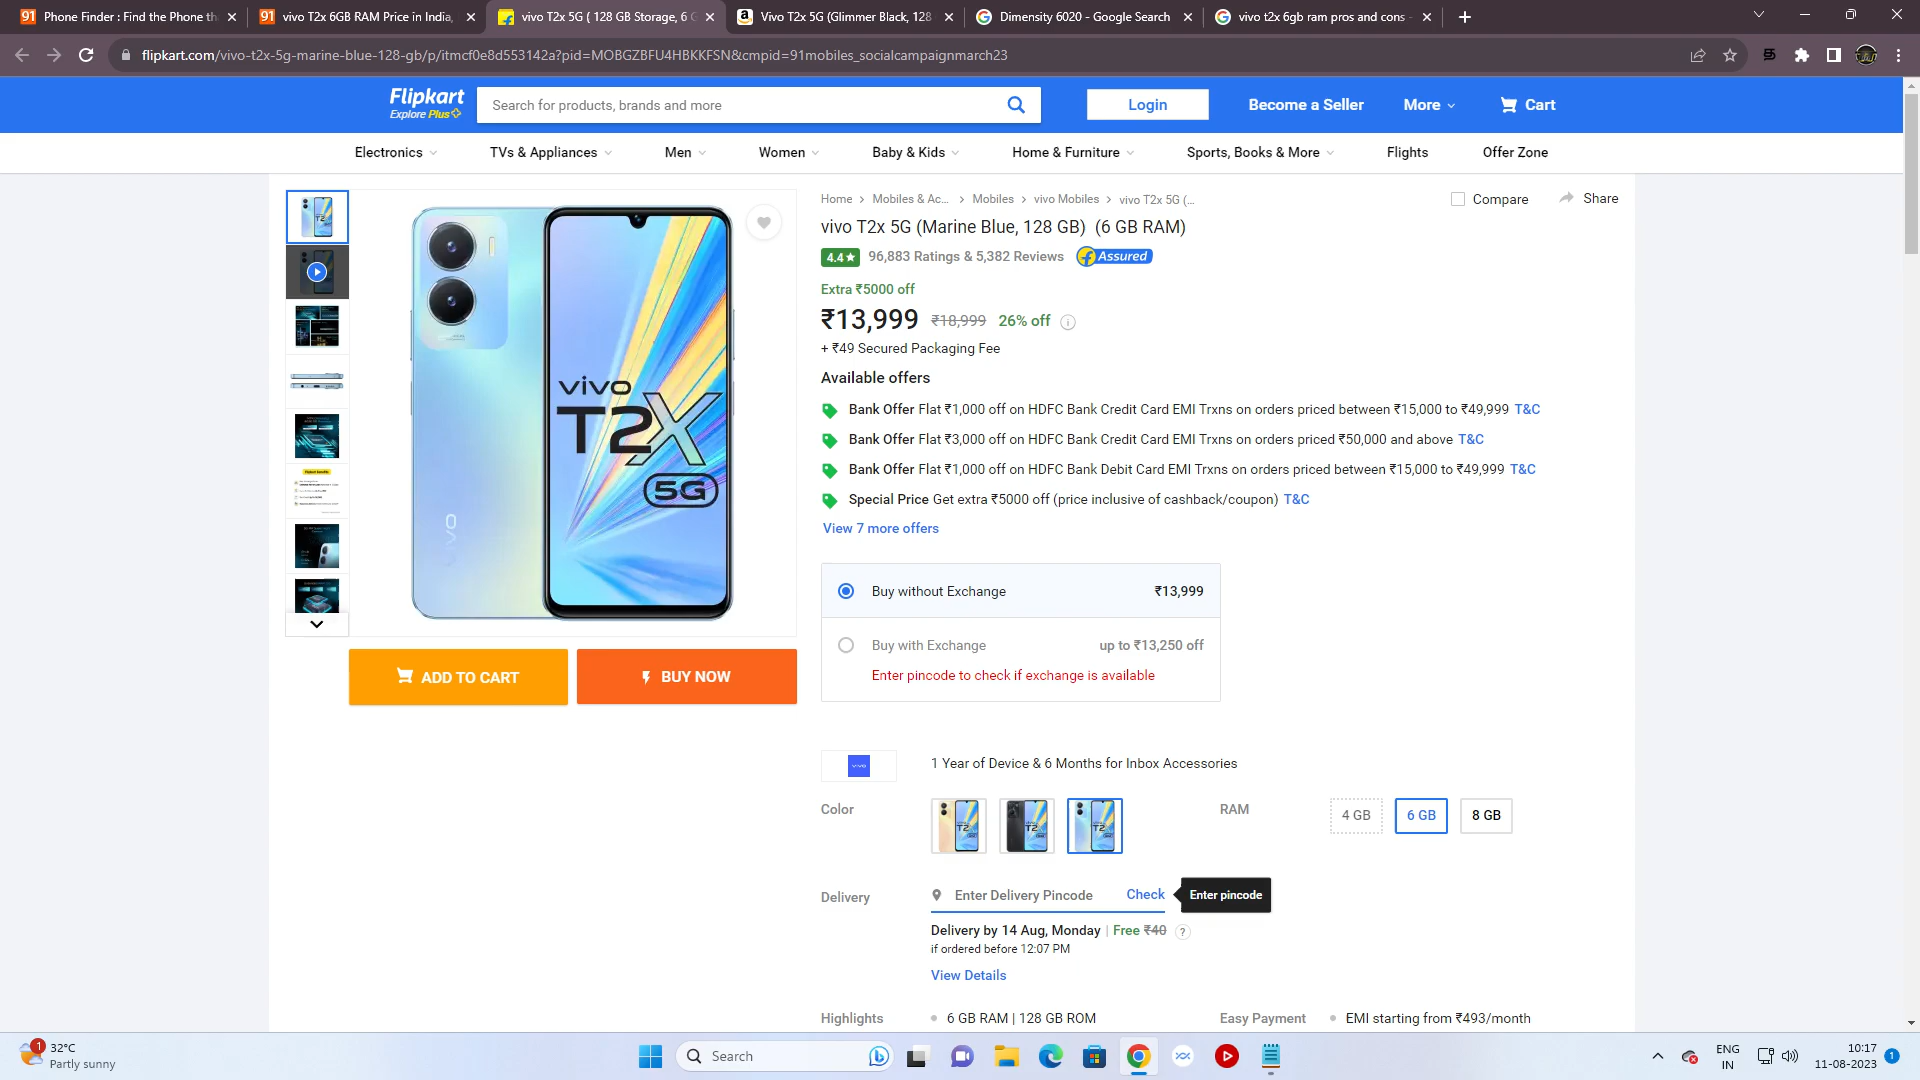 Phone Finder : Find the Phone th
vivo T2x 6GB RAM Price in India,
vivo T2x 5G ( 128 GB Storage, 6 G
Vivo T2x 5G (Glimmer Black, 128
Dimensity 6020 - Google Search
vivo t2x 6gb ram pros and cons -
flipkart.com/vivo-t2x-5g-marine-blue-128-gb/p/itmcf0e8d553142a?pid=MOBGZBFU4HBKKFSN&cmpid=91mobiles_socialcampaignmarch23
Flipkart
Explore Plus
Search for products, brands and more
Login
Become a Seller
More
Cart
Electronics
TVs & Appliances
Men
Women
Baby & Kids
Home & Furniture
Sports, Books & More
Flights
Offer Zone
Home > Mobiles & Ac... > Mobiles > vivo Mobiles > vivo T2x 5G (...
Compare
Share
vivo T2x 5G (Marine Blue, 128 GB) (6 GB RAM)
4.4★ 96,883 Ratings & 5,382 Reviews Assured
Extra ₹5000 off
₹13,999 ₹18,999 26% off
+ ₹49 Secured Packaging Fee
Available offers
Bank Offer Flat ₹1,000 off on HDFC Bank Credit Card EMI Trxns on orders priced between ₹15,000 to ₹49,999 T&C
Bank Offer Flat ₹3,000 off on HDFC Bank Credit Card EMI Trxns on orders priced ₹50,000 and above T&C
Bank Offer Flat ₹1,000 off on HDFC Bank Debit Card EMI Trxns on orders priced between ₹15,000 to ₹49,999 T&C
Special Price Get extra ₹5000 off (price inclusive of cashback/coupon) T&C
View 7 more offers
vivo
T2X
5G
vivo
ADD TO CART
BUY NOW
Buy without Exchange ₹13,999
Buy with Exchange up to ₹13,250 off
Enter pincode to check if exchange is available
vivo
1 Year of Device & 6 Months for Inbox Accessories
Color
RAM
4 GB
6 GB
8 GB
Delivery
Enter Delivery Pincode
Check
Enter pincode
Delivery by 14 Aug, Monday | Free ₹40 ?
if ordered before 12:07 PM
View Details
Highlights
6 GB RAM | 128 GB ROM
Easy Payment
EMI starting from ₹493/month
1
32°C
Partly sunny
Search
ENG
IN
10:17
11-08-2023
1